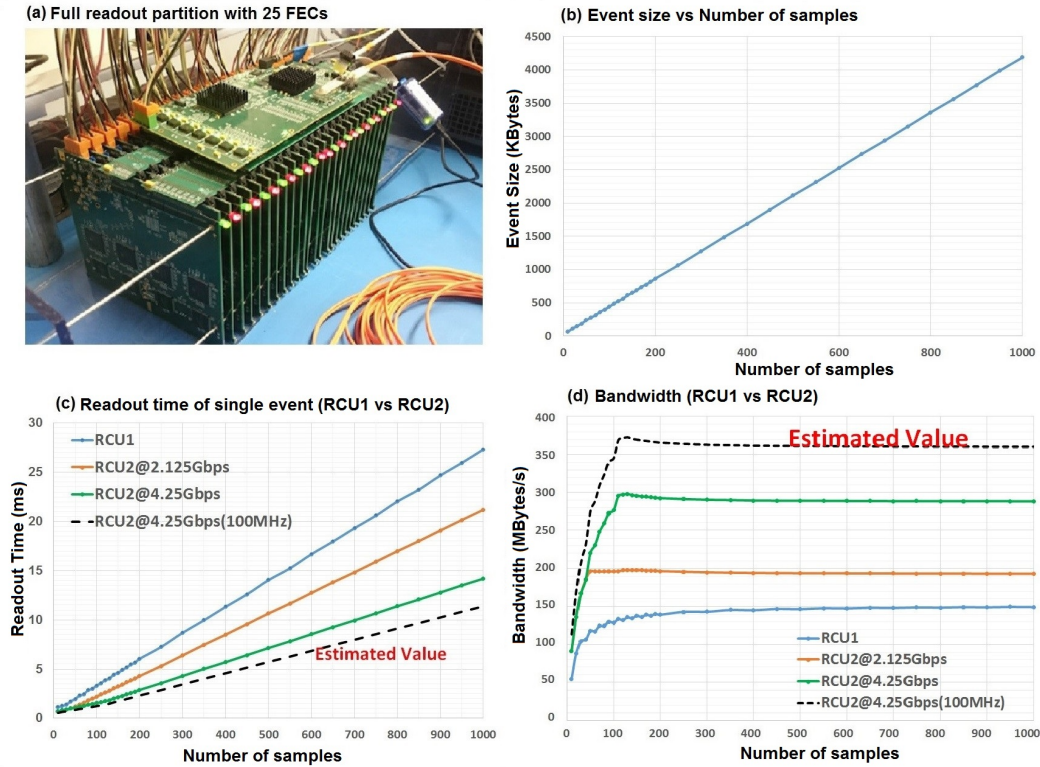 (a) Full readout partition with 25 FECs
(b) Event size vs Number of samples
4500
4000
3500
3000
2500
2000
1500
1000
500
0
Event Size (KBytes)
0 200 400 600 800 1000
Number of samples
(c) Readout time of single event (RCU1 vs RCU2)
30
25
20
15
10
5
0
Readout Time (ms)
RCU1
RCU2@2.125Gbps
RCU2@4.25Gbps
RCU2@4.25Gbps(100MHz)
Estimated Value
0 100 200 300 400 500 600 700 800 900 1000
Number of samples
(d) Bandwidth (RCU1 vs RCU2)
400
350
300
250
200
150
100
50
0
Bandwidth (MBytes/s)
Estimated Value
RCU1
RCU2@2.125Gbps
RCU2@4.25Gbps
RCU2@4.25Gbps(100MHz)
0 100 200 300 400 500 600 700 800 900 1000
Number of samples